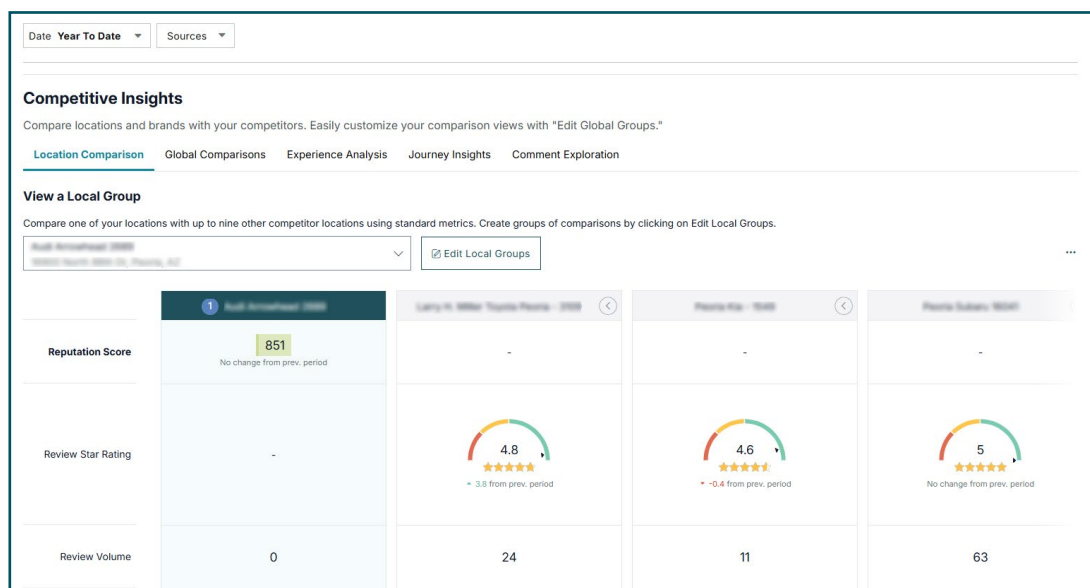 Date Year To Date
Sources
Competitive Insights
Compare locations and brands with your competitors. Easily customize your comparison views with "Edit Global Groups."
Location Comparison Global Comparisons Experience Analysis Journey Insights Comment Exploration
View a Local Group
Compare one of your locations with up to nine other competitor locations using standard metrics. Create groups of comparisons by clicking on Edit Local Groups.
Edit Local Groups
1
Reputation Score 851 - - -
No change from prev. period
Review Star Rating - 4.8 4.6 5
3.8 from prev. period -0.4 from prev. period No change from prev. period
Review Volume 0 24 11 63